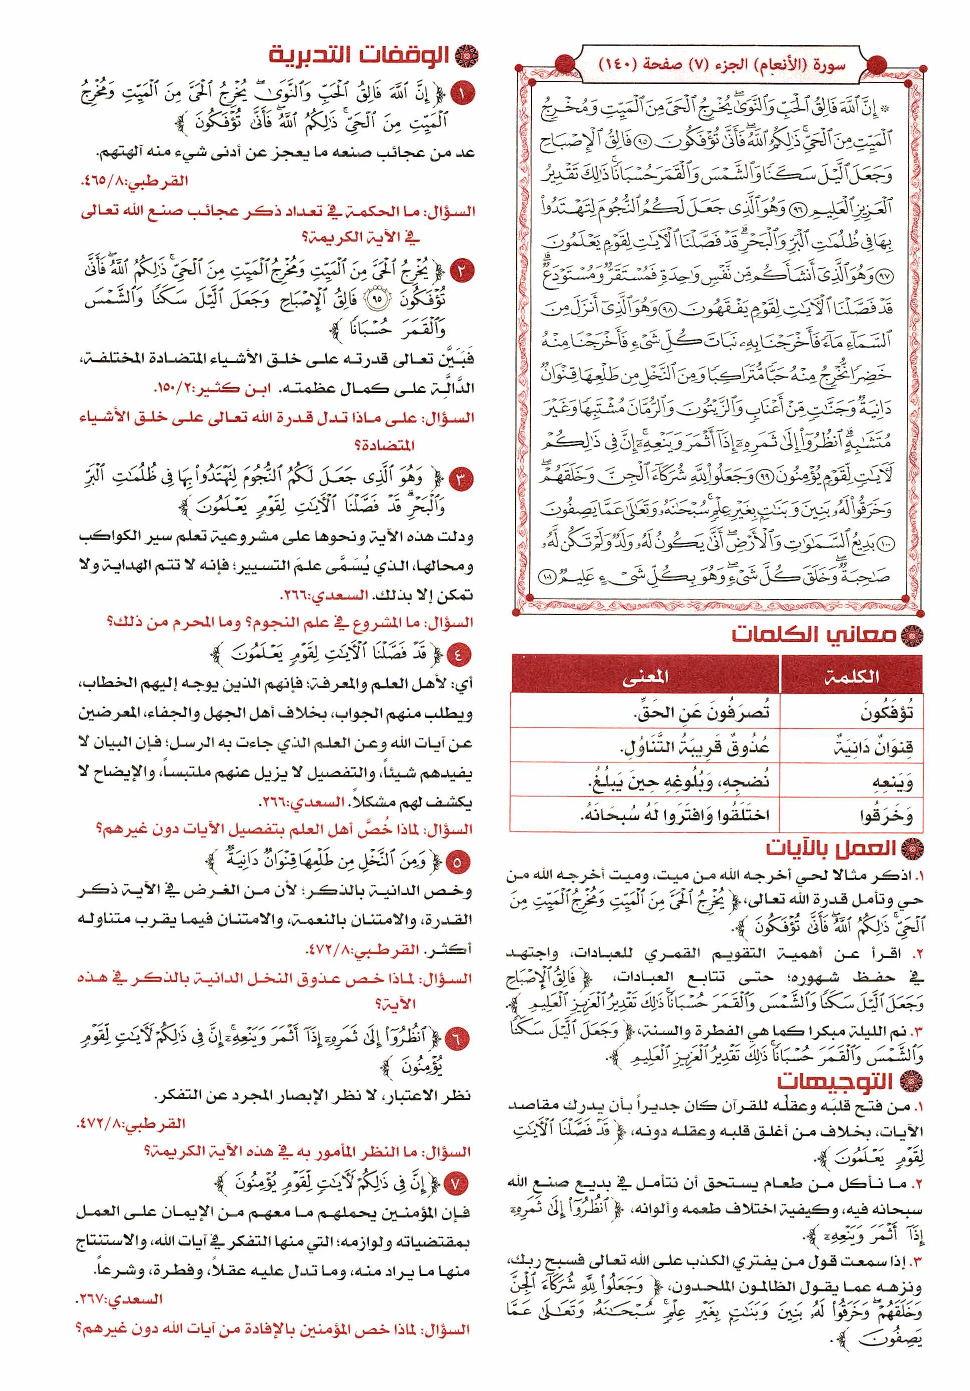 سورة (الأنعام) الجزء (٧) صفحة (١٤٠)
۞ إِنَّ ٱللَّهَ فَالِقُ ٱلْحَبِّ وَٱلنَّوَىٰ ۖ يُخْرِجُ ٱلْحَىَّ مِنَ ٱلْمَيِّتِ وَمُخْرِجُ
ٱلْمَيِّتِ مِنَ ٱلْحَىِّ ۚ ذَٰلِكُمُ ٱللَّهُ ۖ فَأَنَّىٰ تُؤْفَكُونَ ﴿٩٥﴾ فَالِقُ ٱلْإِصْبَاحِ
وَجَعَلَ ٱلَّيْلَ سَكَنًا وَٱلشَّمْسَ وَٱلْقَمَرَ حُسْبَانًا ۚ ذَٰلِكَ تَقْدِيرُ
ٱلْعَزِيزِ ٱلْعَلِيمِ ﴿٩٦﴾ وَهُوَ ٱلَّذِى جَعَلَ لَكُمُ ٱلنُّجُومَ لِتَهْتَدُوا۟
بِهَا فِى ظُلُمَٰتِ ٱلْبَرِّ وَٱلْبَحْرِ ۗ قَدْ فَصَّلْنَا ٱلْءَايَٰتِ لِقَوْمٍ يَعْلَمُونَ
﴿٩٧﴾ وَهُوَ ٱلَّذِىٓ أَنشَأَكُم مِّن نَّفْسٍ وَٰحِدَةٍ فَمُسْتَقَرٌّ وَمُسْتَوْدَعٌ ۗ
قَدْ فَصَّلْنَا ٱلْءَايَٰتِ لِقَوْمٍ يَفْقَهُونَ ﴿٩٨﴾ وَهُوَ ٱلَّذِىٓ أَنزَلَ مِنَ
ٱلسَّمَآءِ مَآءً فَأَخْرَجْنَا بِهِۦ نَبَاتَ كُلِّ شَىْءٍ فَأَخْرَجْنَا مِنْهُ
خَضِرًا نُّخْرِجُ مِنْهُ حَبًّا مُّتَرَاكِبًا وَمِنَ ٱلنَّخْلِ مِن طَلْعِهَا قِنْوَانٌ
دَانِيَةٌ وَجَنَّٰتٍ مِّنْ أَعْنَابٍ وَٱلزَّيْتُونَ وَٱلرُّمَّانَ مُشْتَبِهًا وَغَيْرَ
مُتَشَٰبِهٍ ۗ ٱنظُرُوٓا۟ إِلَىٰ ثَمَرِهِۦٓ إِذَآ أَثْمَرَ وَيَنْعِهِۦٓ ۚ إِنَّ فِى ذَٰلِكُمْ
لَءَايَٰتٍ لِّقَوْمٍ يُؤْمِنُونَ ﴿٩٩﴾ وَجَعَلُوا۟ لِلَّهِ شُرَكَآءَ ٱلْجِنَّ وَخَلَقَهُمْ ۖ
وَخَرَقُوا۟ لَهُۥ بَنِينَ وَبَنَٰتٍۭ بِغَيْرِ عِلْمٍ ۚ سُبْحَٰنَهُۥ وَتَعَٰلَىٰ عَمَّا يَصِفُونَ
﴿١٠٠﴾ بَدِيعُ ٱلسَّمَٰوَٰتِ وَٱلْأَرْضِ ۖ أَنَّىٰ يَكُونُ لَهُۥ وَلَدٌ وَلَمْ تَكُن لَّهُۥ
صَٰحِبَةٌ ۖ وَخَلَقَ كُلَّ شَىْءٍ ۖ وَهُوَ بِكُلِّ شَىْءٍ عَلِيمٌ ﴿١٠١﴾
معاني الكلمات
الكلمة المعنى
تُؤْفَكُونَ تُصرَفُونَ عَنِ الحَقِّ.
قِنوَانٌ دَانِيَةٌ عُذُوقٌ قَرِيبَةُ التَّنَاوُلِ.
وَيَنعِهِ نُضجِهِ، وَبُلُوغِهِ حِينَ يَبلُغُ.
وَخَرَقُوا اختَلَقُوا وَافتَرَوا لَهُ سُبحَانَهُ.
العمل بالآيات
١. اذكر مثالا لحي أخرجه الله من ميت، وميت أخرجه الله من
حي وتأمل قدرة الله تعالى، ﴿ يُخْرِجُ ٱلْحَىَّ مِنَ ٱلْمَيِّتِ وَمُخْرِجُ ٱلْمَيِّتِ مِنَ
ٱلْحَىِّ ۚ ذَٰلِكُمُ ٱللَّهُ ۖ فَأَنَّىٰ تُؤْفَكُونَ ﴾.
٢. اقرأ عن أهمية التقويم القمري للعبادات، واجتهد
في حفظ شهوره؛ حتى تتابع العبادات، ﴿ فَالِقُ ٱلْإِصْبَاحِ
وَجَعَلَ ٱلَّيْلَ سَكَنًا وَٱلشَّمْسَ وَٱلْقَمَرَ حُسْبَانًا ۚ ذَٰلِكَ تَقْدِيرُ ٱلْعَزِيزِ ٱلْعَلِيمِ ﴾.
٣. نم الليلة مبكرا كما هي الفطرة والسنة، ﴿ وَجَعَلَ ٱلَّيْلَ سَكَنًا
وَٱلشَّمْسَ وَٱلْقَمَرَ حُسْبَانًا ۚ ذَٰلِكَ تَقْدِيرُ ٱلْعَزِيزِ ٱلْعَلِيمِ ﴾.
التوجيهات
١. من فتح قلبَه وعقلَه للقرآن كان جديراً بأن يدرك مقاصد
الآيات، بخلاف من أغلق قلبه وعقله دونه، ﴿ قَدْ فَصَّلْنَا ٱلْءَايَٰتِ
لِقَوْمٍ يَعْلَمُونَ ﴾.
٢. ما نأكل من طعام يستحق أن نتأمل في بديع صنع الله
سبحانه فيه، وكيفية اختلاف طعمه وألوانه، ﴿ ٱنظُرُوٓا۟ إِلَىٰ ثَمَرِهِۦٓ
إِذَآ أَثْمَرَ وَيَنْعِهِۦٓ ﴾.
٣. إذا سمعت قول من يفتري الكذب على الله تعالى فسبح ربك،
ونزهه عما يقول الظالمون الملحدون، ﴿ وَجَعَلُوا۟ لِلَّهِ شُرَكَآءَ ٱلْجِنَّ
وَخَلَقَهُمْ ۖ وَخَرَقُوا۟ لَهُۥ بَنِينَ وَبَنَٰتٍۭ بِغَيْرِ عِلْمٍ ۚ سُبْحَٰنَهُۥ وَتَعَٰلَىٰ عَمَّا
يَصِفُونَ ﴾.
الوقفات التدبرية
١ ﴿ إِنَّ ٱللَّهَ فَالِقُ ٱلْحَبِّ وَٱلنَّوَىٰ ۖ يُخْرِجُ ٱلْحَىَّ مِنَ ٱلْمَيِّتِ وَمُخْرِجُ
ٱلْمَيِّتِ مِنَ ٱلْحَىِّ ۚ ذَٰلِكُمُ ٱللَّهُ ۖ فَأَنَّىٰ تُؤْفَكُونَ ﴾
عد من عجائب صنعه ما يعجز عن أدنى شيء منه آلهتهم.
القرطبي:٤٦٥/٨.
السؤال: ما الحكمة في تعداد ذكر عجائب صنع الله تعالى
في الآية الكريمة؟
٢ ﴿ يُخْرِجُ ٱلْحَىَّ مِنَ ٱلْمَيِّتِ وَمُخْرِجُ ٱلْمَيِّتِ مِنَ ٱلْحَىِّ ۚ ذَٰلِكُمُ ٱللَّهُ ۖ فَأَنَّىٰ
تُؤْفَكُونَ ﴿٩٥﴾ فَالِقُ ٱلْإِصْبَاحِ وَجَعَلَ ٱلَّيْلَ سَكَنًا وَٱلشَّمْسَ
وَٱلْقَمَرَ حُسْبَانًا ﴾
فَبَيَّنَ تعالى قدرته على خلق الأشياء المتضادة المختلفة،
الدَّالَّة على كمال عظمته. ابن كثير:١٥٠/٢.
السؤال: على ماذا تدل قدرة الله تعالى على خلق الأشياء
المتضادة؟
٣ ﴿ وَهُوَ ٱلَّذِى جَعَلَ لَكُمُ ٱلنُّجُومَ لِتَهْتَدُوا۟ بِهَا فِى ظُلُمَٰتِ ٱلْبَرِّ
وَٱلْبَحْرِ ۗ قَدْ فَصَّلْنَا ٱلْءَايَٰتِ لِقَوْمٍ يَعْلَمُونَ ﴾
ودلت هذه الآية ونحوها على مشروعية تعلم سير الكواكب
ومحالها، الذي يُسَمَّى علمَ التسيير؛ فإنه لا تتم الهداية ولا
تمكن إلا بذلك. السعدي:٢٦٦.
السؤال: ما المشروع في علم النجوم؟ وما المحرم من ذلك؟
٤ ﴿ قَدْ فَصَّلْنَا ٱلْءَايَٰتِ لِقَوْمٍ يَعْلَمُونَ ﴾
أي: لأهل العلم والمعرفة؛ فإنهم الذين يوجه إليهم الخطاب،
ويطلب منهم الجواب، بخلاف أهل الجهل والجفاء، المعرضين
عن آيات الله وعن العلم الذي جاءت به الرسل؛ فإن البيان لا
يفيدهم شيئاً، والتفصيل لا يزيل عنهم ملتبساً، والإيضاح لا
يكشف لهم مشكلاً. السعدي:٢٦٦.
السؤال: لماذا خُصَّ أهل العلم بتفصيل الآيات دون غيرهم؟
٥ ﴿ وَمِنَ ٱلنَّخْلِ مِن طَلْعِهَا قِنْوَانٌ دَانِيَةٌ ﴾
وخص الدانية بالذكر؛ لأن من الغرض في الآية ذكر
القدرة، والامتنان بالنعمة، والامتنان فيما يقرب متناوله
أكثر. القرطبي:٤٧٢/٨.
السؤال: لماذا خص عذوق النخل الدانية بالذكر في هذه
الآية؟
٦ ﴿ ٱنظُرُوٓا۟ إِلَىٰ ثَمَرِهِۦٓ إِذَآ أَثْمَرَ وَيَنْعِهِۦٓ ۚ إِنَّ فِى ذَٰلِكُمْ لَءَايَٰتٍ لِّقَوْمٍ
يُؤْمِنُونَ ﴾
نظر الاعتبار، لا نظر الإبصار المجرد عن التفكر.
القرطبي:٤٧٢/٨.
السؤال: ما النظر المأمور به في هذه الآية الكريمة؟
٧ ﴿ إِنَّ فِى ذَٰلِكُمْ لَءَايَٰتٍ لِّقَوْمٍ يُؤْمِنُونَ ﴾
فإن المؤمنين يحملهم ما معهم من الإيمان على العمل
بمقتضياته ولوازمه؛ التي منها التفكر في آيات الله، والاستنتاج
منها ما يراد منه، وما تدل عليه عقلاً، وفطرة، وشرعاً.
السعدي:٢٦٧.
السؤال: لماذا خص المؤمنين بالإفادة من آيات الله دون غيرهم؟